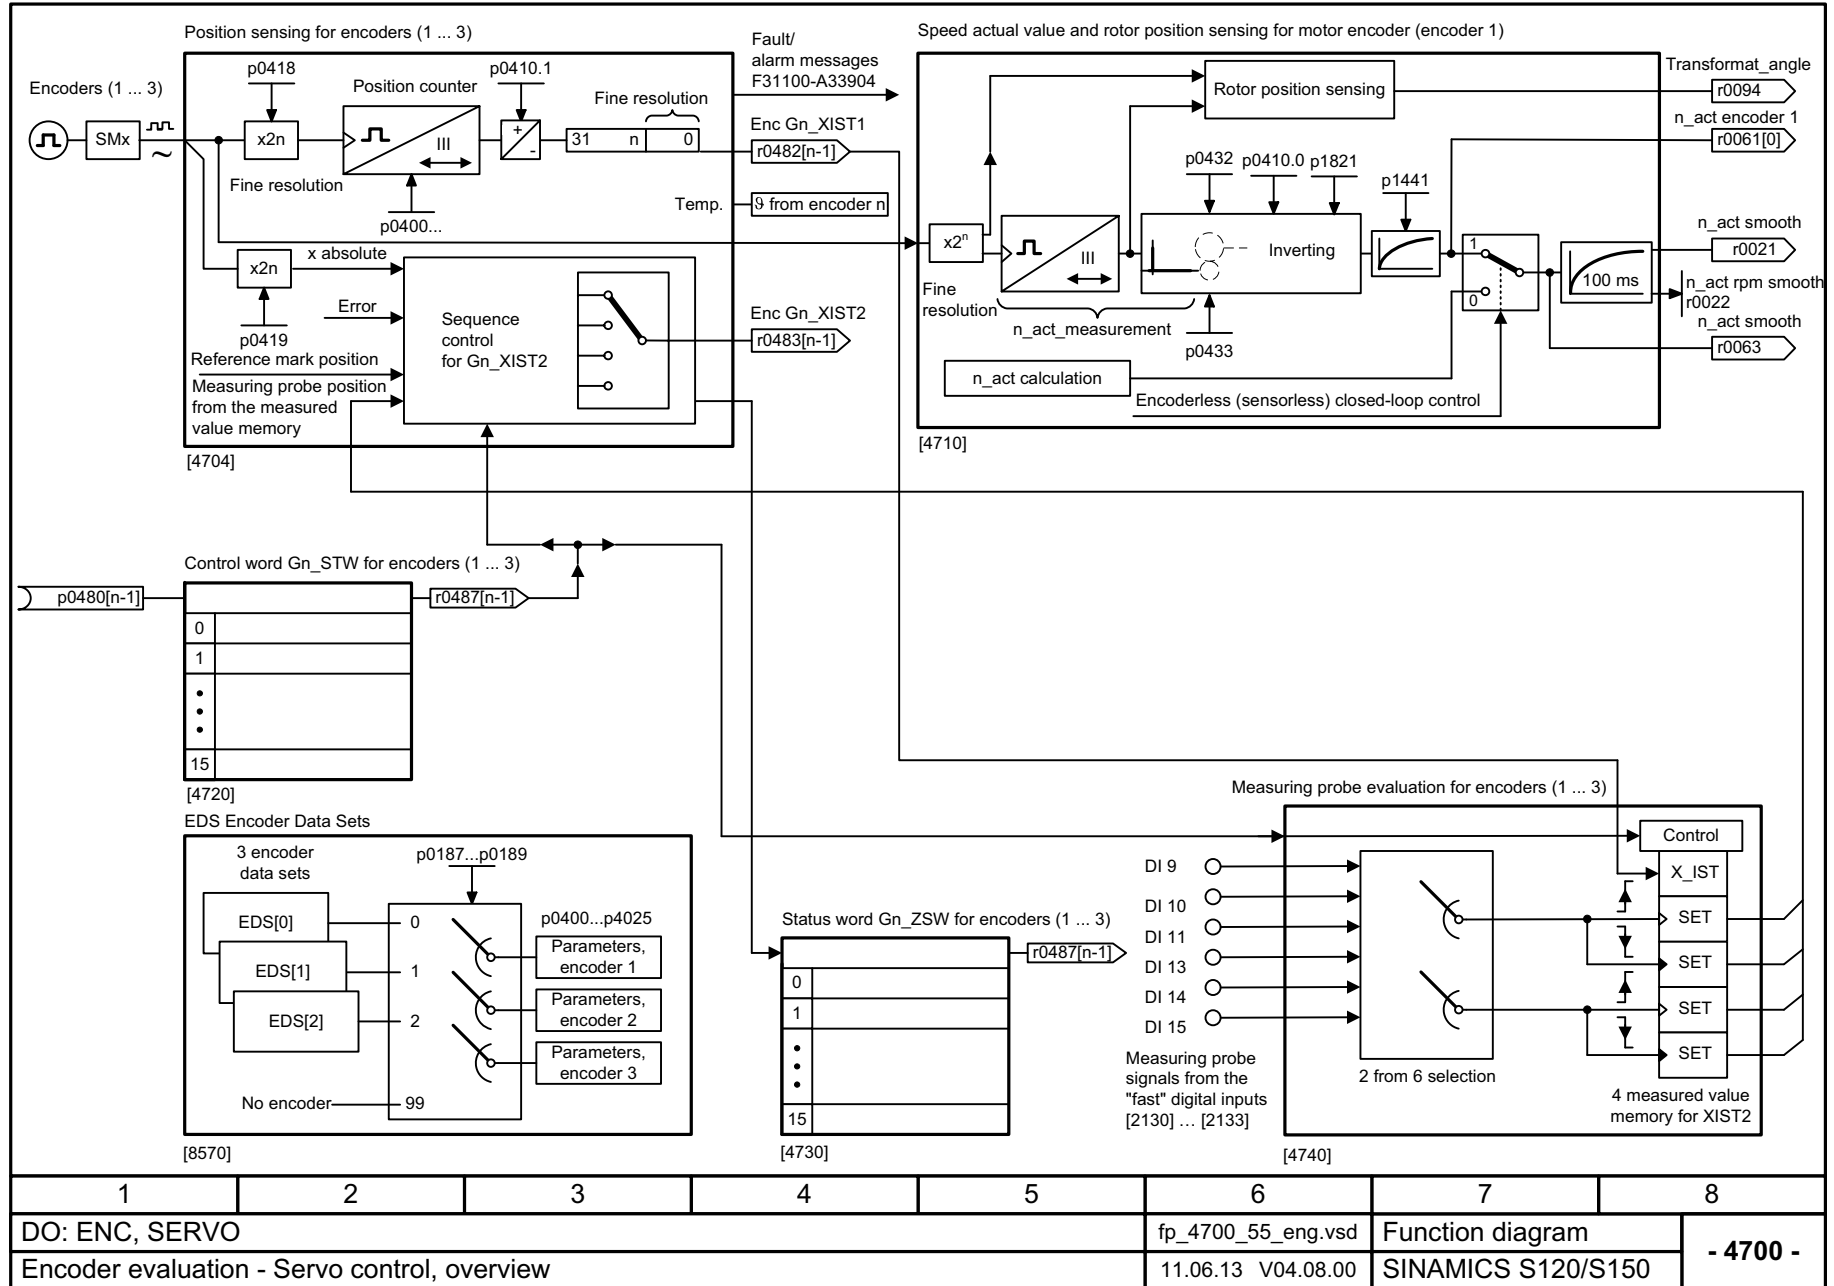 Position sensing for encoders (1 ... 3)
Encoders (1 ... 3)
SMx
~
p0418
Position counter
p0410.1
Fine resolution
x2n
III
+
-
31 n 0
Fine resolution
p0400...
x2n
x absolute
p0419
Error
Reference mark position
Measuring probe position
from the measured
value memory
Sequence
control
for Gn_XIST2
[4704]
Fault/
alarm messages
F31100-A33904
Enc Gn_XIST1
r0482[n-1]
Temp.
ϑ from encoder n
Enc Gn_XIST2
r0483[n-1]
Speed actual value and rotor position sensing for motor encoder (encoder 1)
Rotor position sensing
Transformat_angle
r0094
n_act encoder 1
r0061[0]
p0432
p0410.0
p1821
p1441
x2n
Fine
resolution
III
n_act_measurement
Inverting
p0433
1
0
100 ms
n_act smooth
r0021
n_act rpm smooth
r0022
n_act smooth
r0063
n_act calculation
Encoderless (sensorless) closed-loop control
[4710]
Control word Gn_STW for encoders (1 ... 3)
p0480[n-1]
r0487[n-1]
0
1
15
[4720]
EDS Encoder Data Sets
3 encoder
data sets
p0187...p0189
EDS[0]
EDS[1]
EDS[2]
0
1
2
No encoder
99
p0400...p4025
Parameters,
encoder 1
Parameters,
encoder 2
Parameters,
encoder 3
[8570]
Status word Gn_ZSW for encoders (1 ... 3)
r0487[n-1]
0
1
15
[4730]
Measuring probe evaluation for encoders (1 ... 3)
DI 9
DI 10
DI 11
DI 13
DI 14
DI 15
Measuring probe
signals from the
"fast" digital inputs
[2130] … [2133]
2 from 6 selection
Control
X_IST
SET
SET
SET
SET
4 measured value
memory for XIST2
[4740]
1 2 3 4 5 6 7 8
DO: ENC, SERVO
fp_4700_55_eng.vsd
Function diagram
- 4700 -
Encoder evaluation - Servo control, overview
11.06.13 V04.08.00
SINAMICS S120/S150